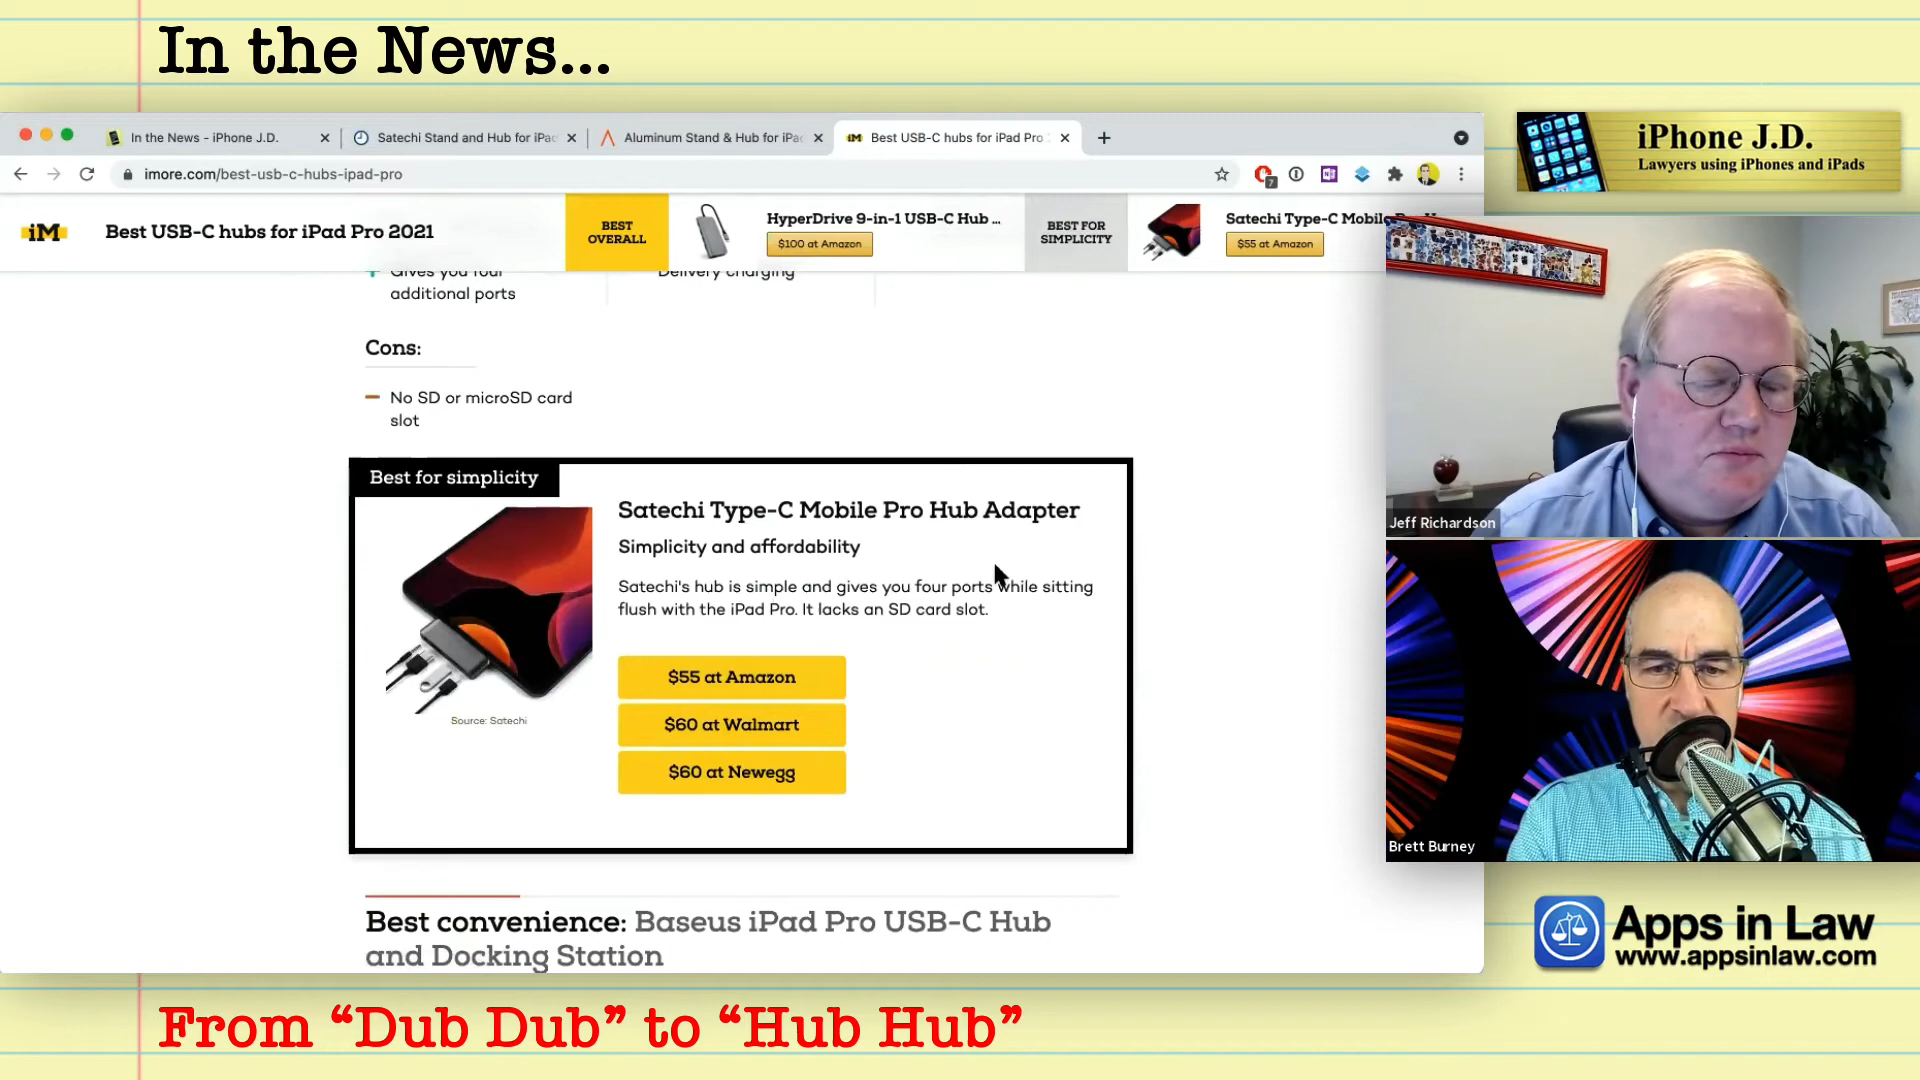 In the News...
In the News - iPhone J.D.
Satechi Stand and Hub for iPa
Aluminum Stand & Hub for iPa
Best USB-C hubs for iPad Pro
imore.com/best-usb-c-hubs-ipad-pro
7
iM
Best USB-C hubs for iPad Pro 2021
BEST
OVERALL
HyperDrive 9-in-1 USB-C Hub ...
$100 at Amazon
BEST FOR
SIMPLICITY
Satechi Type-C Mobile
$55 at Amazon
Gives you four
additional ports
Delivery charging
Cons:
No SD or microSD card
slot
Best for simplicity
Satechi Type-C Mobile Pro Hub Adapter
Simplicity and affordability
Satechi's hub is simple and gives you four ports while sitting
flush with the iPad Pro. It lacks an SD card slot.
$55 at Amazon
$60 at Walmart
$60 at Newegg
Source: Satechi
Best convenience: Baseus iPad Pro USB-C Hub
and Docking Station
iPhone J.D.
Lawyers using iPhones and iPads
Jeff Richardson
Brett Burney
Apps in Law
www.appsinlaw.com
From “Dub Dub” to “Hub Hub”